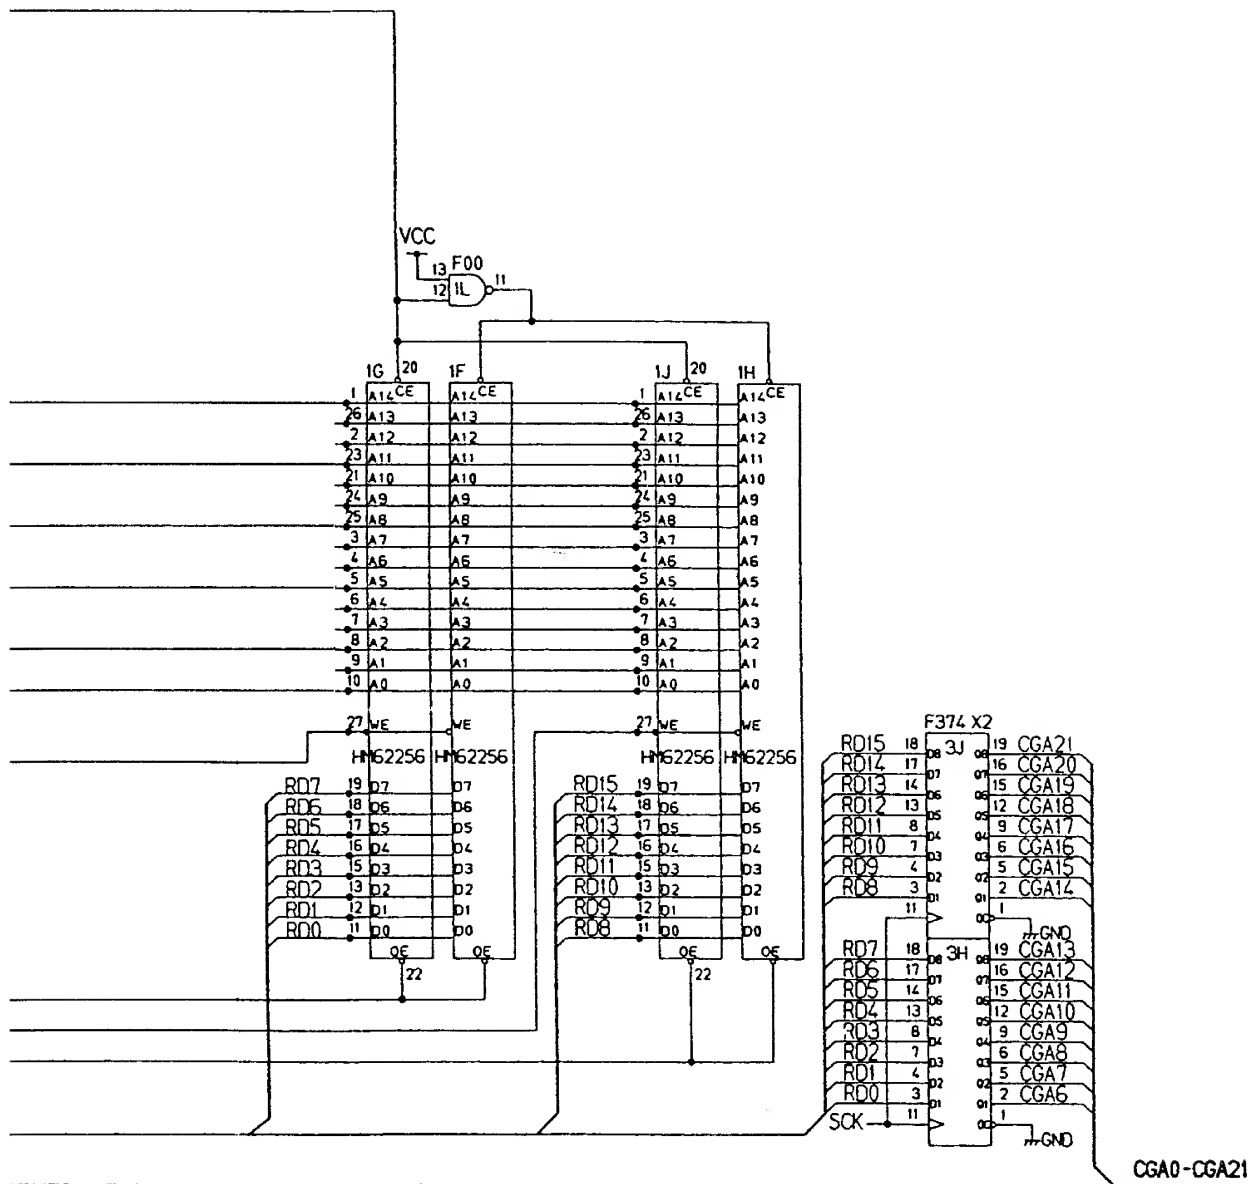 VCC
F00
13
12
1L
11
1G
20
1F
1J
20
1H
CE
CE
CE
CE
1 A14 A14 1 A14 A14
26 A13 A13 26 A13 A13
2 A12 A12 2 A12 A12
23 A11 A11 23 A11 A11
21 A10 A10 21 A10 A10
24 A9 A9 24 A9 A9
25 A8 A8 25 A8 A8
3 A7 A7 3 A7 A7
4 A6 A6 4 A6 A6
5 A5 A5 5 A5 A5
6 A4 A4 6 A4 A4
7 A3 A3 7 A3 A3
8 A2 A2 8 A2 A2
9 A1 A1 9 A1 A1
10 A0 A0 10 A0 A0
27 WE WE 27 WE WE
HM62256 HM62256 HM62256 HM62256
RD7 19 D7 D7 RD15 19 D7 D7
RD6 18 D6 D6 RD14 18 D6 D6
RD5 17 D5 D5 RD13 17 D5 D5
RD4 16 D4 D4 RD12 16 D4 D4
RD3 15 D3 D3 RD11 15 D3 D3
RD2 13 D2 D2 RD10 13 D2 D2
RD1 12 D1 D1 RD9 12 D1 D1
RD0 11 D0 D0 RD8 11 D0 D0
OE OE OE OE
22 22
F374 X2
3J
RD15 18 D8 Q8 19 CGA21
RD14 17 D7 Q7 16 CGA20
RD13 14 D6 Q6 15 CGA19
RD12 13 D5 Q5 12 CGA18
RD11 8 D4 Q4 9 CGA17
RD10 7 D3 Q3 6 CGA16
RD9 4 D2 Q2 5 CGA15
RD8 3 D1 Q1 2 CGA14
11 OC 1
GND
3H
RD7 18 D8 Q8 19 CGA13
RD6 17 D7 Q7 16 CGA12
RD5 14 D6 Q6 15 CGA11
RD4 13 D5 Q5 12 CGA10
RD3 8 D4 Q4 9 CGA9
RD2 7 D3 Q3 6 CGA8
RD1 4 D2 Q2 5 CGA7
RD0 3 D1 Q1 2 CGA6
SCK 11 OC 1
GND
CGA0-CGA21